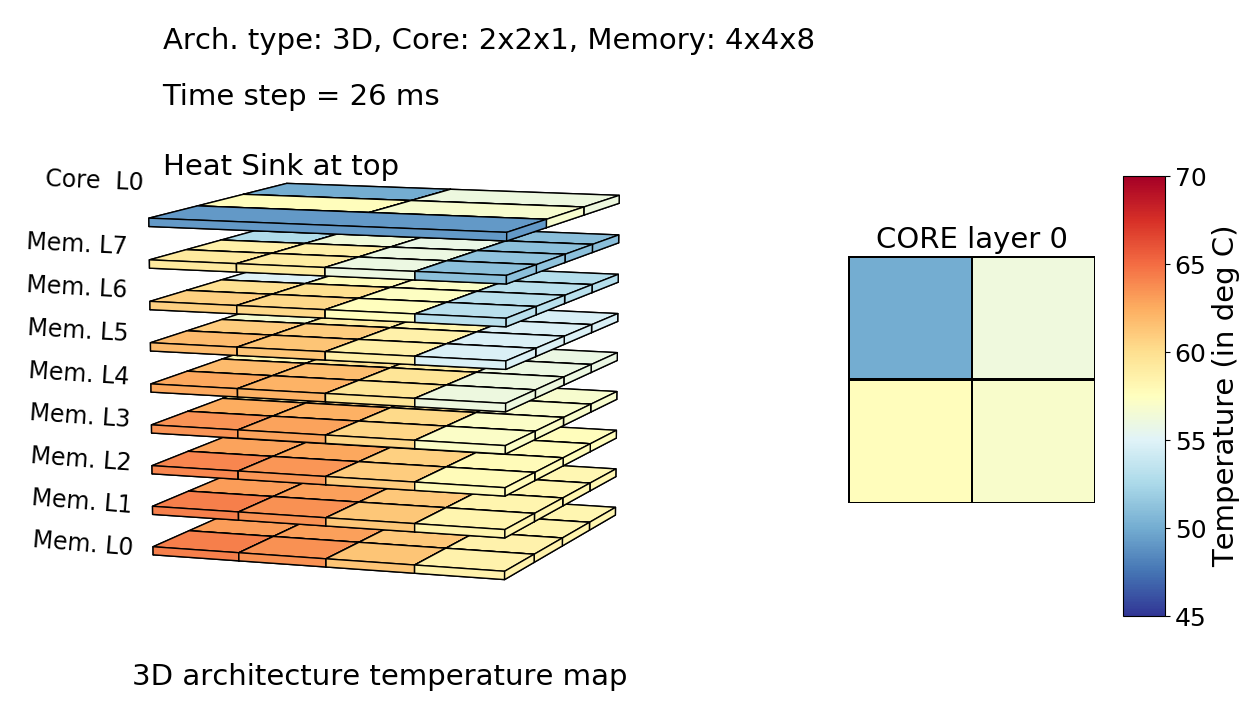 Arch. type: 3D, Core: 2x2x1, Memory: 4x4x8
Time step = 26 ms
Heat Sink at top
Core  L0
Mem. L7
Mem. L6
Mem. L5
Mem. L4
Mem. L3
Mem. L2
Mem. L1
Mem. L0
3D architecture temperature map
CORE layer 0
70
65
60
55
50
45
Temperature (in deg C)